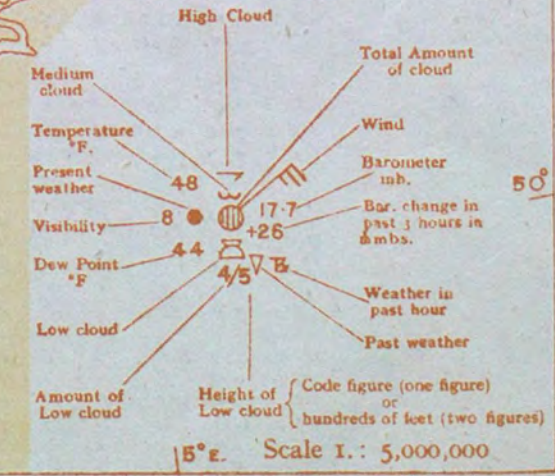 High Cloud
Total Amount
of cloud
Medium
cloud
Temperature
°F.
Wind
Present
weather
48
Barometer
mb.
50°
Visibility
8
17·7
Bar. change in
past 3 hours in
+26
mbs.
Dew Point
°F
44
4/5
Weather in
past hour
Low cloud
Past weather
Amount of
Low cloud
Height of
Low cloud
Code figure (one figure)
or
hundreds of feet (two figures)
5°E.
Scale 1.: 5,000,000